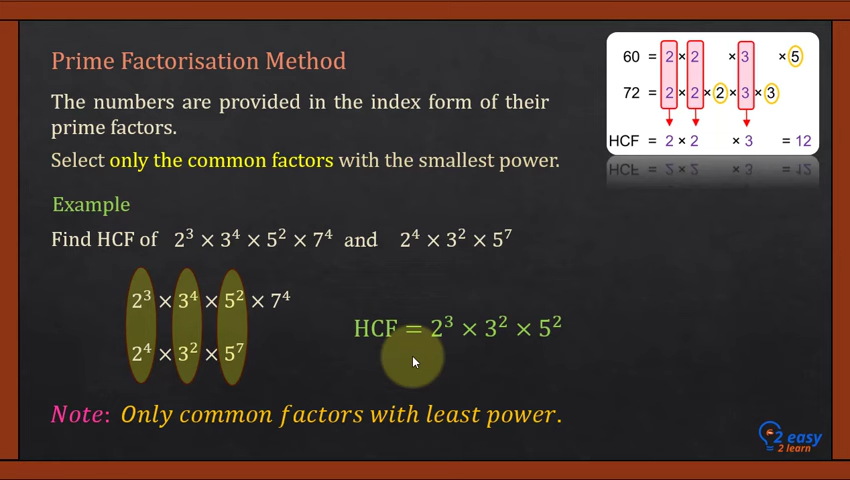 Prime Factorisation Method
The numbers are provided in the index form of their
prime factors.
Select only the common factors with the smallest power.
Example
Find HCF of 2³ × 3⁴ × 5² × 7⁴ and 2⁴ × 3² × 5⁷
2³ × 3⁴ × 5² × 7⁴
2⁴ × 3² × 5⁷
HCF = 2³ × 3² × 5²
Note: Only common factors with least power.
60 = 2 × 2 × 3 × 5
72 = 2 × 2 × 2 × 3 × 3
HCF = 2 × 2 × 3 = 12
2 easy
2 learn